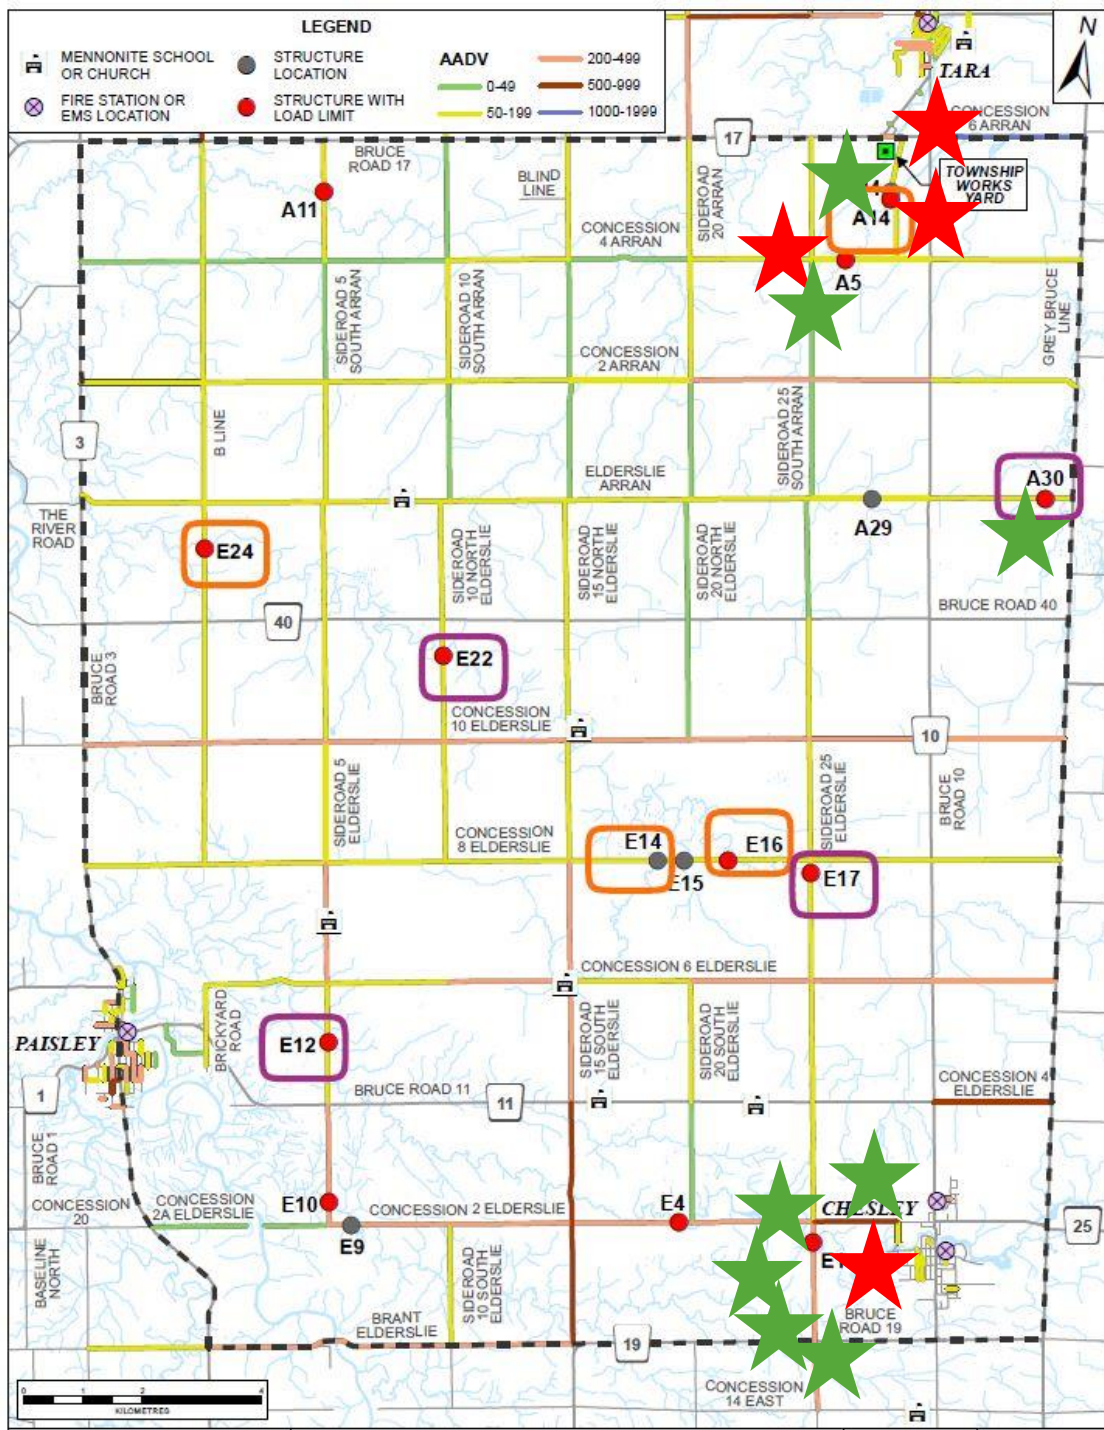 LEGEND
MENNONITE SCHOOL
OR CHURCH
STRUCTURE
LOCATION
FIRE STATION OR
EMS LOCATION
STRUCTURE WITH
LOAD LIMIT
AADV
0-49
50-199
200-499
500-999
1000-1999
N
TARA
CONCESSION
6 ARRAN
17
BRUCE
ROAD 17
BLIND
LINE
SIDEROAD
20 ARRAN
TOWNSHIP
WORKS
YARD
A11
A14
CONCESSION
4 ARRAN
A5
SIDEROAD 5
SOUTH ARRAN
SIDEROAD 10
SOUTH ARRAN
GREY BRUCE
LINE
CONCESSION
2 ARRAN
B LINE
SIDEROAD 25
SOUTH ARRAN
3
ELDERSLIE
ARRAN
A30
THE
RIVER
ROAD
A29
E24
SIDEROAD
10 NORTH
ELDERSLIE
SIDEROAD
15 NORTH
ELDERSLIE
SIDEROAD
20 NORTH
ELDERSLIE
40
BRUCE ROAD 40
E22
BRUCE
ROAD 3
CONCESSION
10 ELDERSLIE
10
SIDEROAD 5
ELDERSLIE
SIDEROAD 25
ELDERSLIE
BRUCE
ROAD 10
CONCESSION
8 ELDERSLIE
E14
E15
E16
E17
CONCESSION 6 ELDERSLIE
PAISLEY
BRICKYARD
ROAD
E12
SIDEROAD
15 SOUTH
ELDERSLIE
SIDEROAD
20 SOUTH
ELDERSLIE
1
BRUCE ROAD 11
11
CONCESSION 4
ELDERSLIE
BRUCE
ROAD 1
CONCESSION
20
CONCESSION
2A ELDERSLIE
E10
CONCESSION 2 ELDERSLIE
E4
CHESLEY
25
E9
BASELINE
NORTH
SIDEROAD
10 SOUTH
ELDERSLIE
BRANT
ELDERSLIE
19
BRUCE
ROAD 19
CONCESSION
14 EAST
0 1 2 4
KILOMETRES